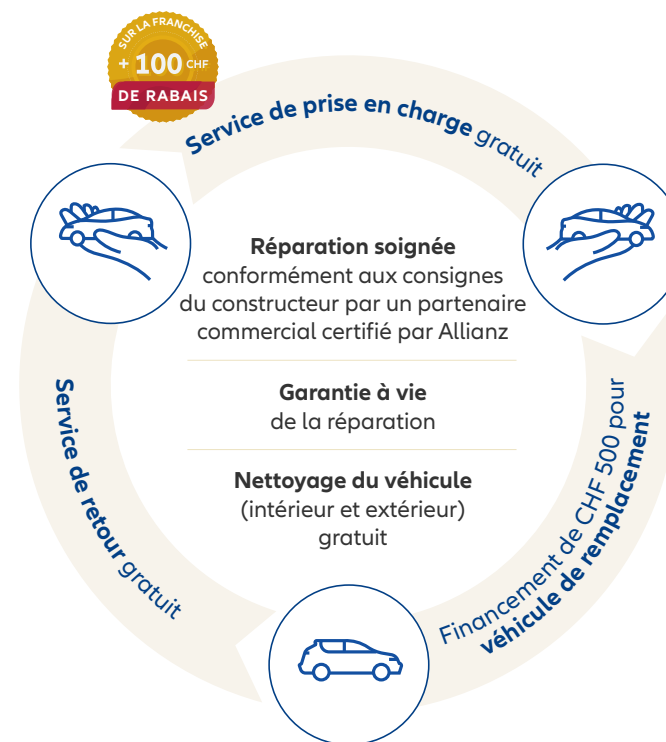 SUR LA FRANCHISE
+ 100 CHF
DE RABAIS
Service de prise en charge gratuit
Réparation soignée
conformément aux consignes
du constructeur par un partenaire
commercial certifié par Allianz
Garantie à vie
de la réparation
Nettoyage du véhicule
(intérieur et extérieur)
gratuit
Financement de CHF 500 pour
véhicule de remplacement
Service de retour gratuit